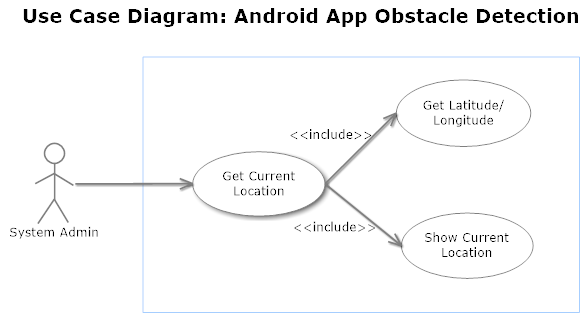 Use Case Diagram: Android App Obstacle Detection
Get Latitude/
Longitude
<<include>>
Get Current
Location
System Admin
<<include>>
Show Current
Location